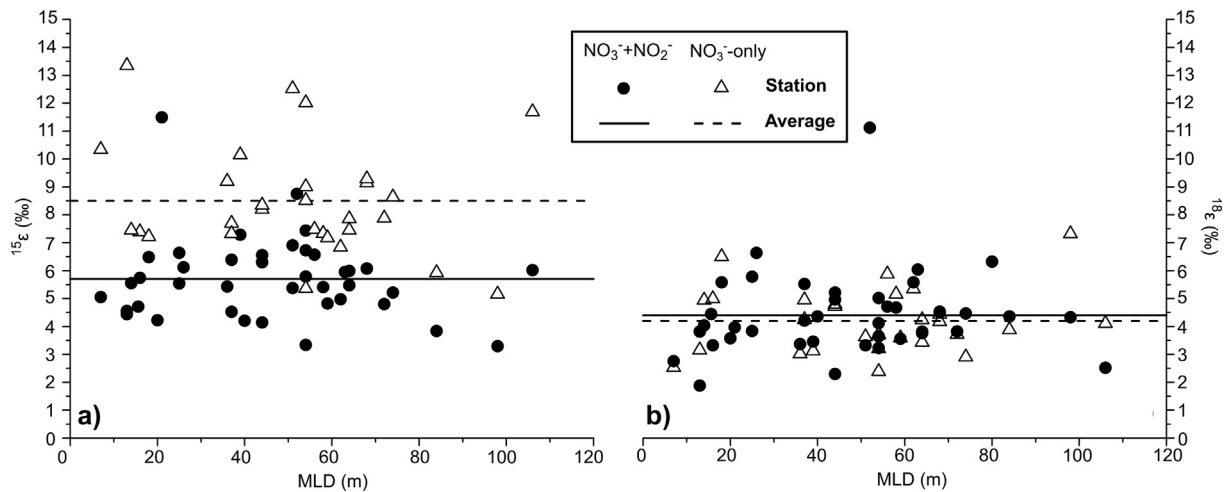 15
14
13
12
11
10
9
8
7
6
5
4
3
2
1
0
¹⁵ε (‰)
a)
0 20 40 60 80 100 120
MLD (m)
NO₃⁻+NO₂⁻ NO₃⁻-only
Station
Average
15
14
13
12
11
10
9
8
7
6
5
4
3
2
1
0
¹⁸ε (‰)
b)
0 20 40 60 80 100 120
MLD (m)